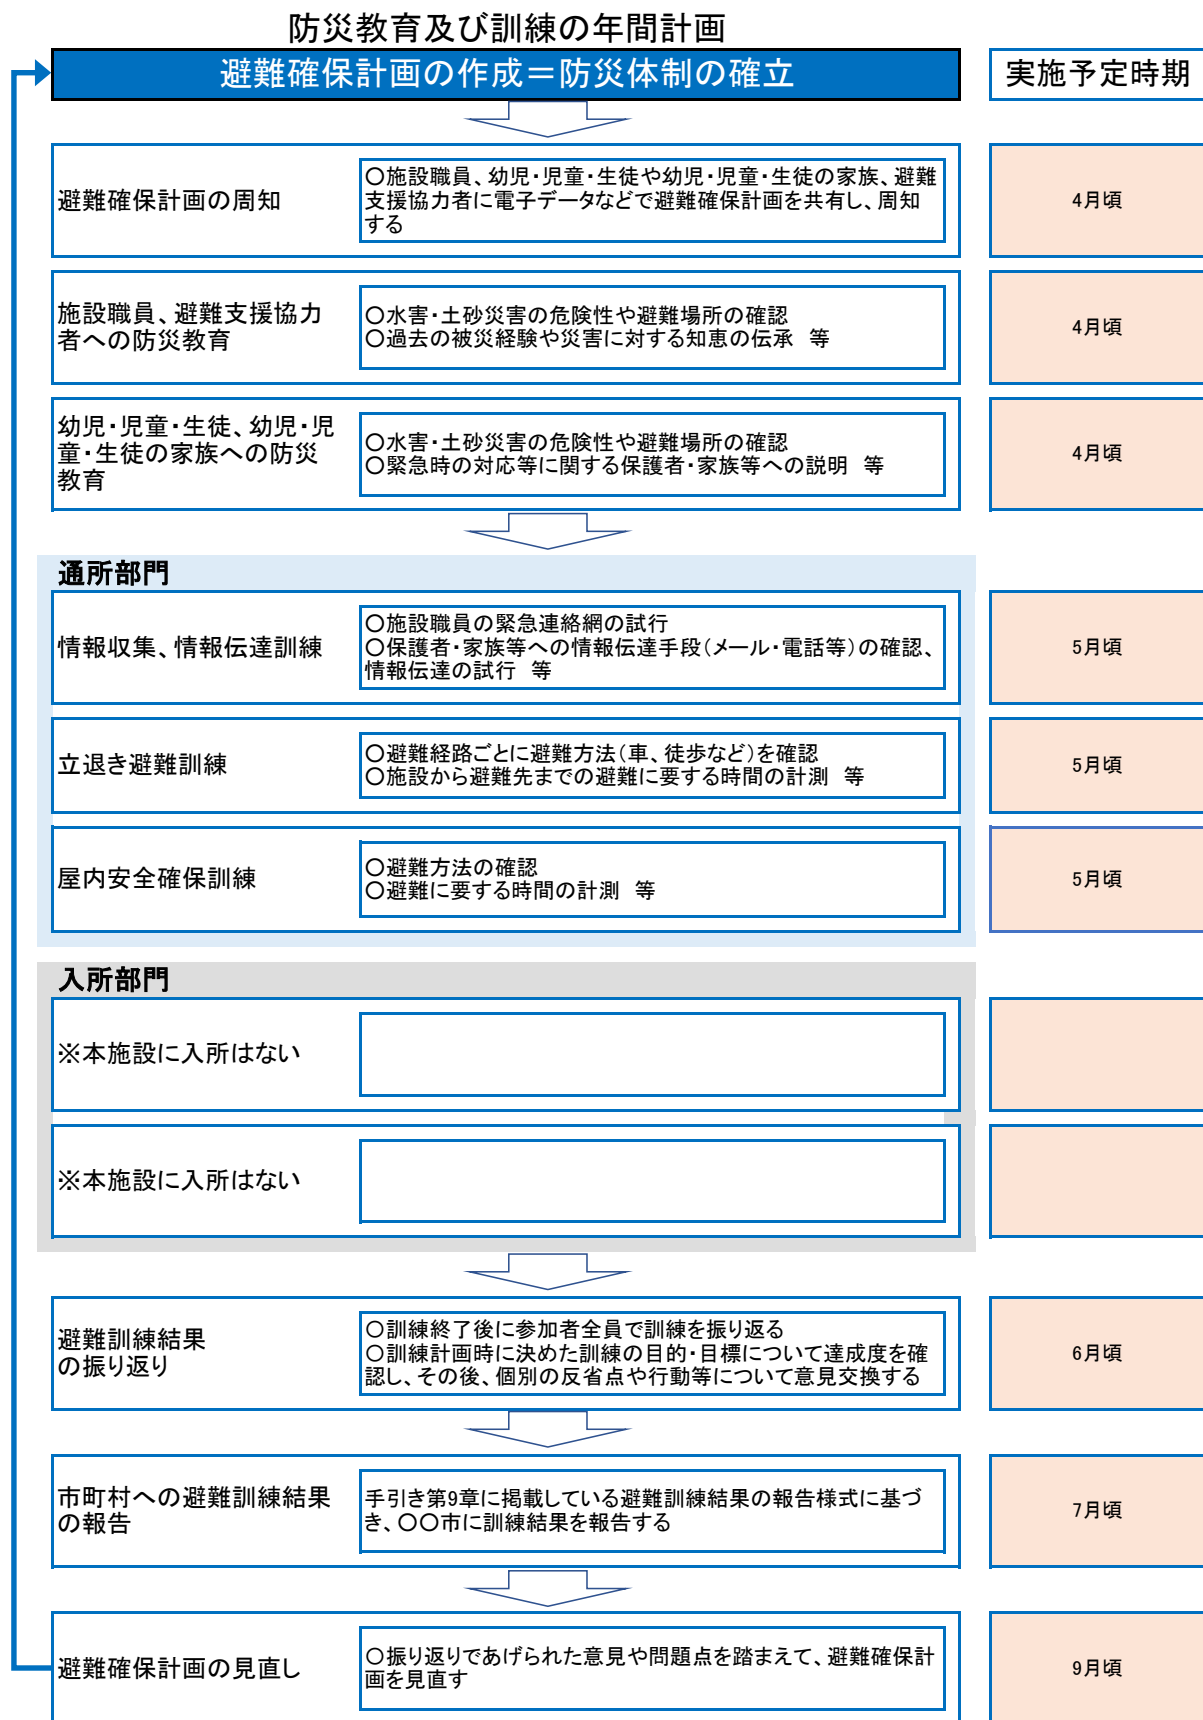 防災教育及び訓練の年間計画
避難確保計画の作成＝防災体制の確立
実施予定時期
避難確保計画の周知
〇施設職員、幼児・児童・生徒や幼児・児童・生徒の家族、避難
支援協力者に電子データなどで避難確保計画を共有し、周知
する
4月頃
施設職員、避難支援協力
者への防災教育
〇水害・土砂災害の危険性や避難場所の確認
〇過去の被災経験や災害に対する知恵の伝承　等
4月頃
幼児・児童・生徒、幼児・児
童・生徒の家族への防災
教育
〇水害・土砂災害の危険性や避難場所の確認
〇緊急時の対応等に関する保護者・家族等への説明　等
4月頃
通所部門
情報収集、情報伝達訓練
〇施設職員の緊急連絡網の試行
〇保護者・家族等への情報伝達手段（メール・電話等）の確認、
情報伝達の試行　等
5月頃
立退き避難訓練
〇避難経路ごとに避難方法（車、徒歩など）を確認
〇施設から避難先までの避難に要する時間の計測　等
5月頃
屋内安全確保訓練
〇避難方法の確認
〇避難に要する時間の計測　等
5月頃
入所部門
※本施設に入所はない
※本施設に入所はない
避難訓練結果
の振り返り
〇訓練終了後に参加者全員で訓練を振り返る
〇訓練計画時に決めた訓練の目的・目標について達成度を確
認し、その後、個別の反省点や行動等について意見交換する
6月頃
市町村への避難訓練結果
の報告
手引き第9章に掲載している避難訓練結果の報告様式に基づ
き、〇〇市に訓練結果を報告する
7月頃
避難確保計画の見直し
〇振り返りであげられた意見や問題点を踏まえて、避難確保計
画を見直す
9月頃